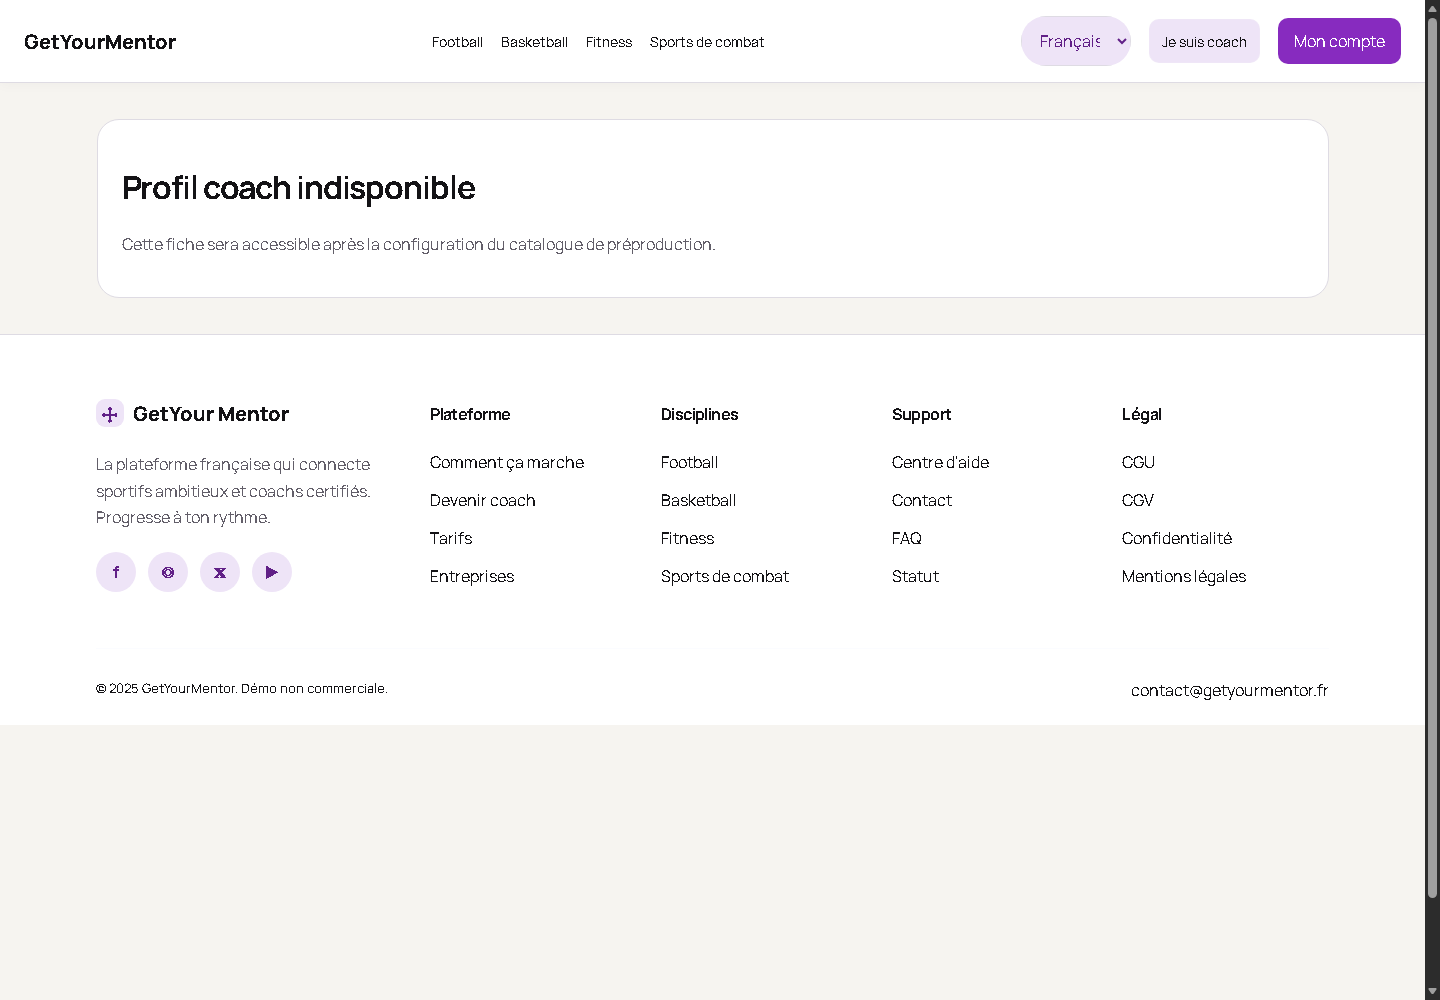 GetYourMentor
Football Basketball Fitness Sports de combat
Français
Je suis coach
Mon compte
Profil coach indisponible
Cette fiche sera accessible après la configuration du catalogue de préproduction.
GetYour Mentor
La plateforme française qui connecte
sportifs ambitieux et coachs certifiés.
Progresse à ton rythme.
f
Plateforme
Comment ça marche
Devenir coach
Tarifs
Entreprises
Disciplines
Football
Basketball
Fitness
Sports de combat
Support
Centre d'aide
Contact
FAQ
Statut
Légal
CGU
CGV
Confidentialité
Mentions légales
© 2025 GetYourMentor. Démo non commerciale.
contact@getyourmentor.fr